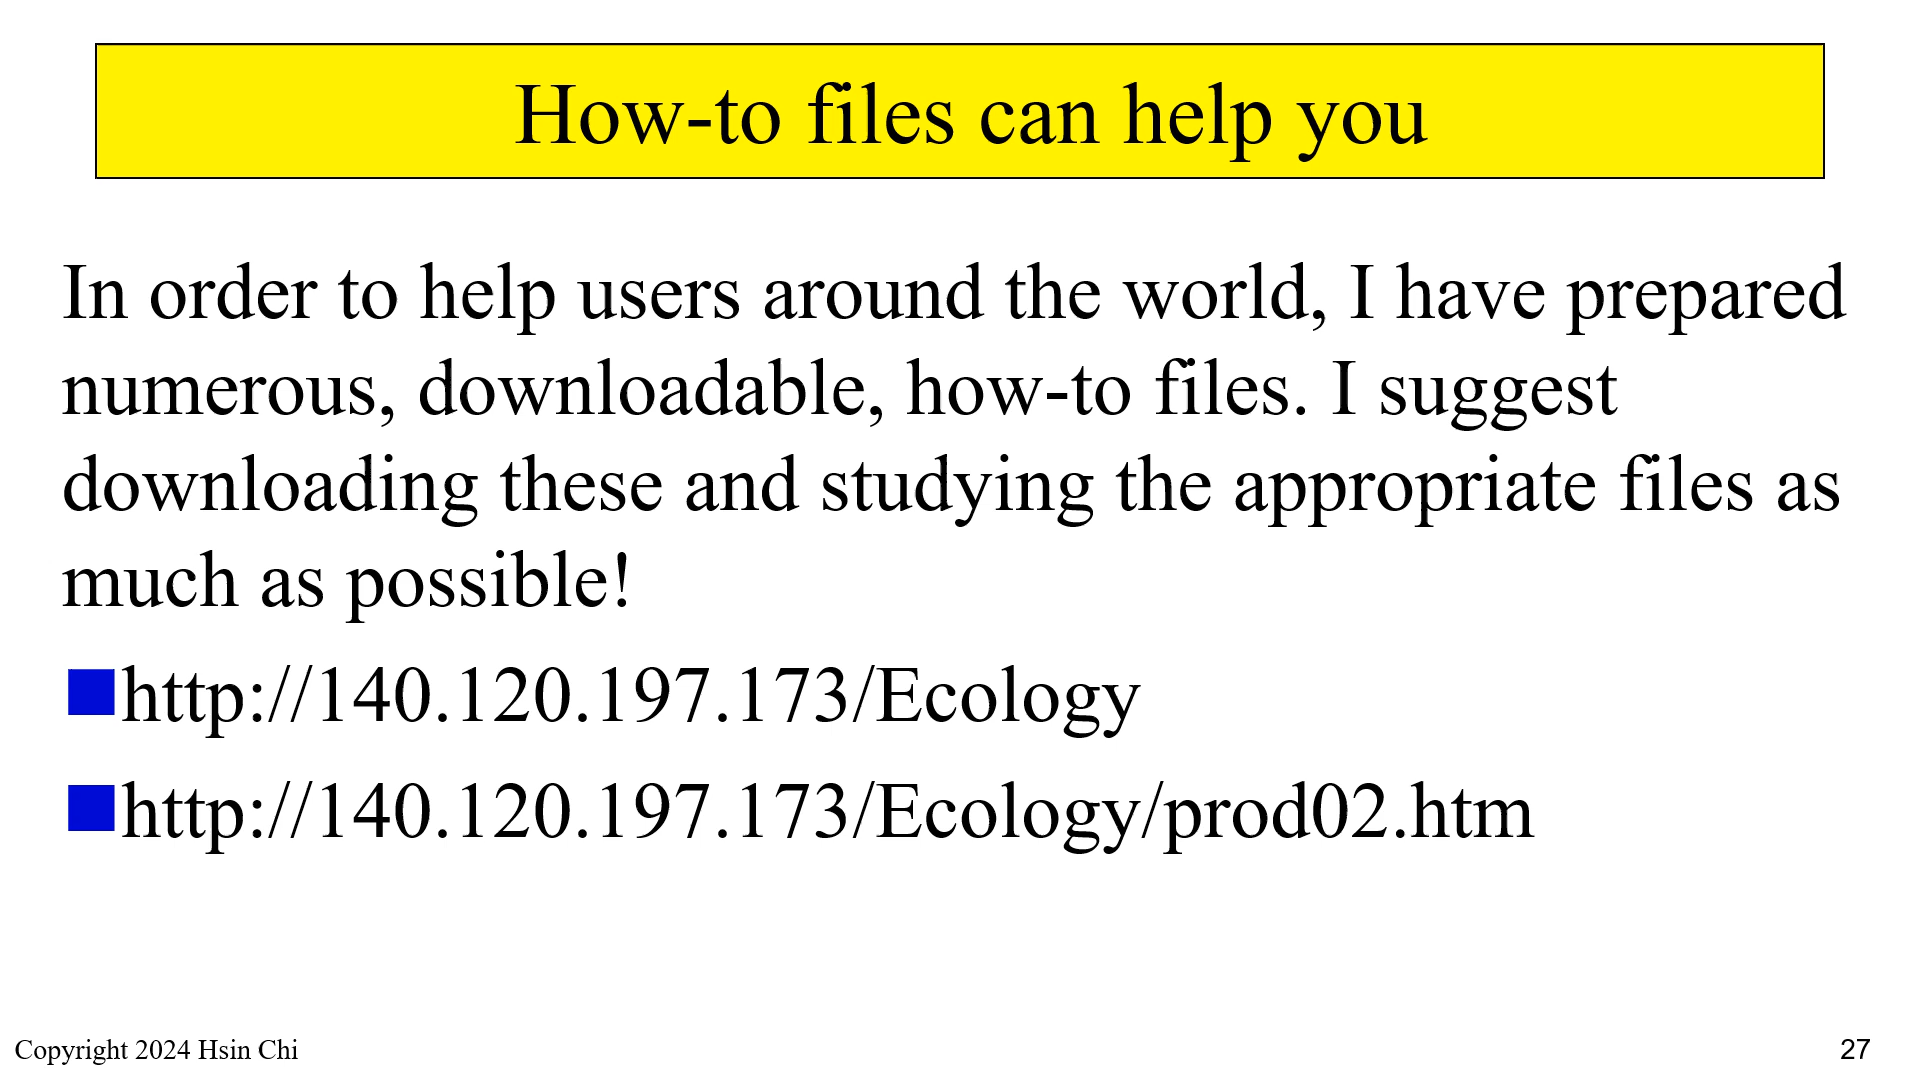 How-to files can help you
In order to help users around the world, I have prepared
numerous, downloadable, how-to files. I suggest
downloading these and studying the appropriate files as
much as possible!
http://140.120.197.173/Ecology
http://140.120.197.173/Ecology/prod02.htm
Copyright 2024 Hsin Chi
27